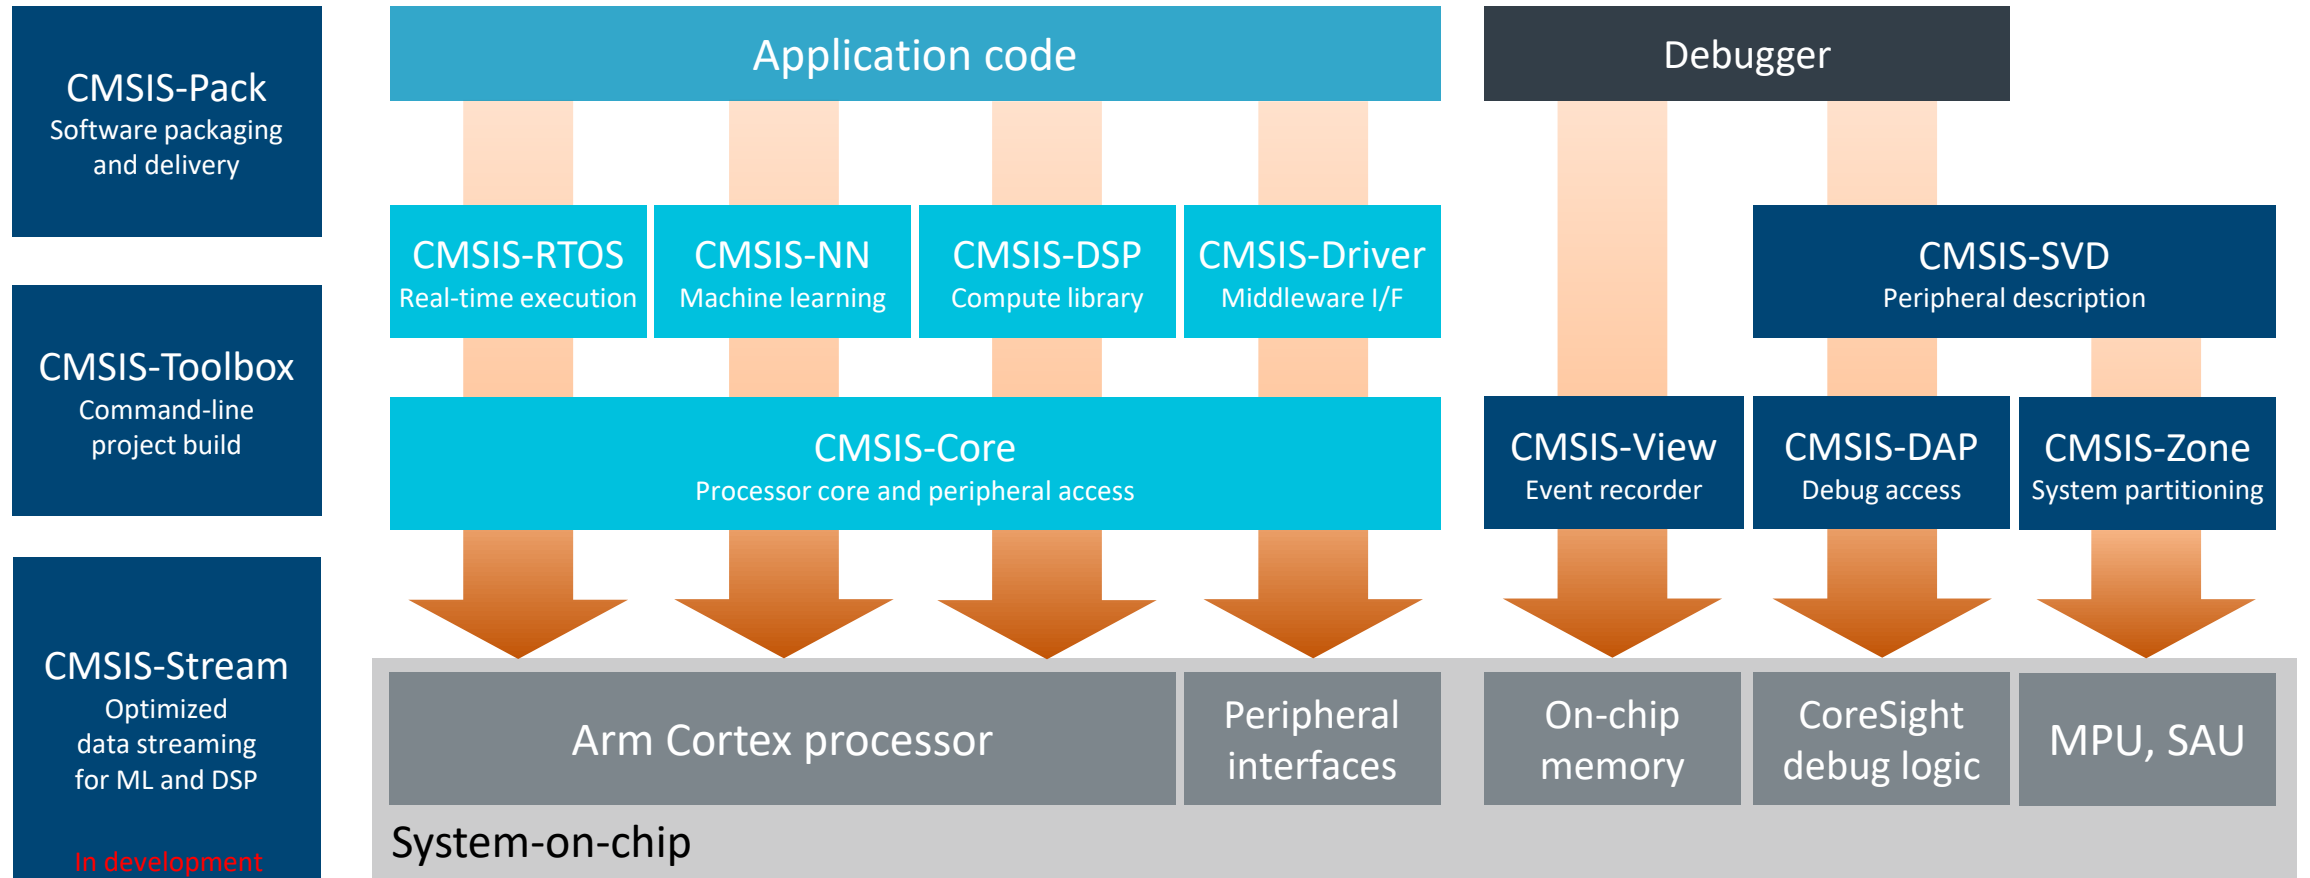 CMSIS-Pack
Software packaging
and delivery
CMSIS-Toolbox
Command-line
project build
CMSIS-Stream
Optimized
data streaming
for ML and DSP
In development
Application code
Debugger
CMSIS-RTOS
Real-time execution
CMSIS-NN
Machine learning
CMSIS-DSP
Compute library
CMSIS-Driver
Middleware I/F
CMSIS-SVD
Peripheral description
CMSIS-Core
Processor core and peripheral access
CMSIS-View
Event recorder
CMSIS-DAP
Debug access
CMSIS-Zone
System partitioning
Arm Cortex processor
Peripheral
interfaces
On-chip
memory
CoreSight
debug logic
MPU, SAU
System-on-chip